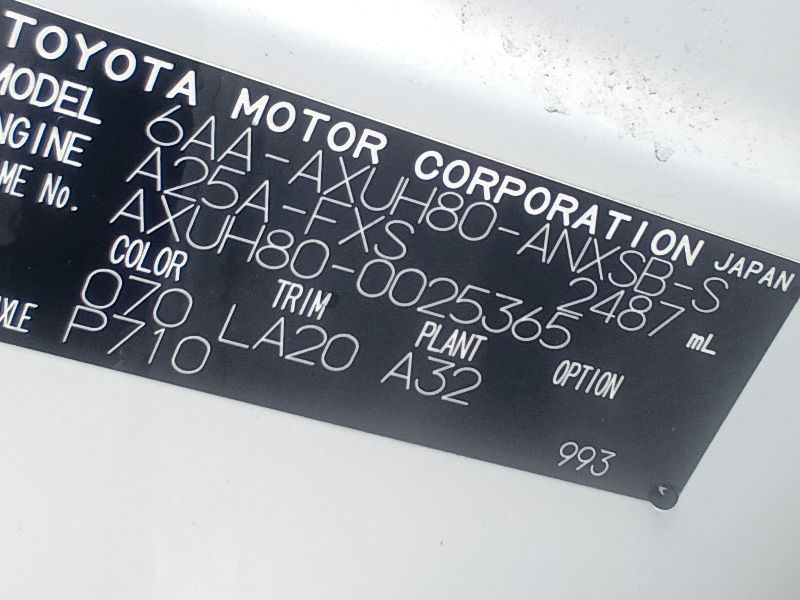 TOYOTA MOTOR CORPORATION JAPAN
MODEL 6AA-AXUH80-ANXSB-S
NGINE A25A-FXS 2487 mL
ME No. AXUH80-0025365
COLOR TRIM PLANT OPTION
070 LA20 A32
XLE P710
993